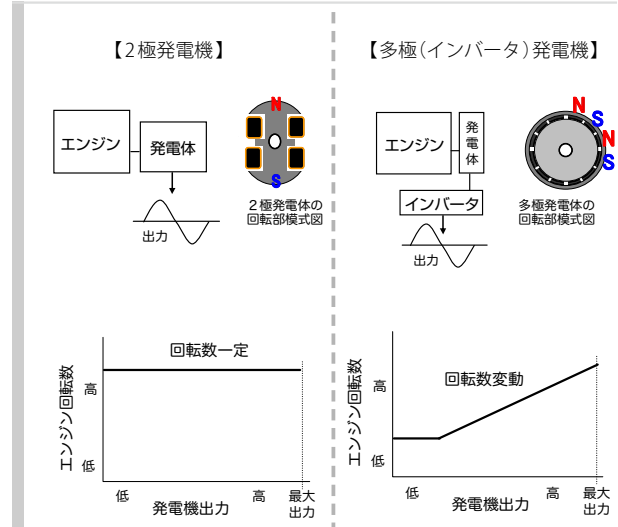 【2極発電機】
エンジン
発電体
N
S
2極発電体の
回転部模式図
出力
回転数一定
エンジン回転数
高
低
低
高
最大
出力
発電機出力
【多極(インバータ)発電機】
エンジン
発電体
インバータ
N
S
N
S
多極発電体の
回転部模式図
出力
回転数変動
エンジン回転数
高
低
低
高
最大
出力
発電機出力